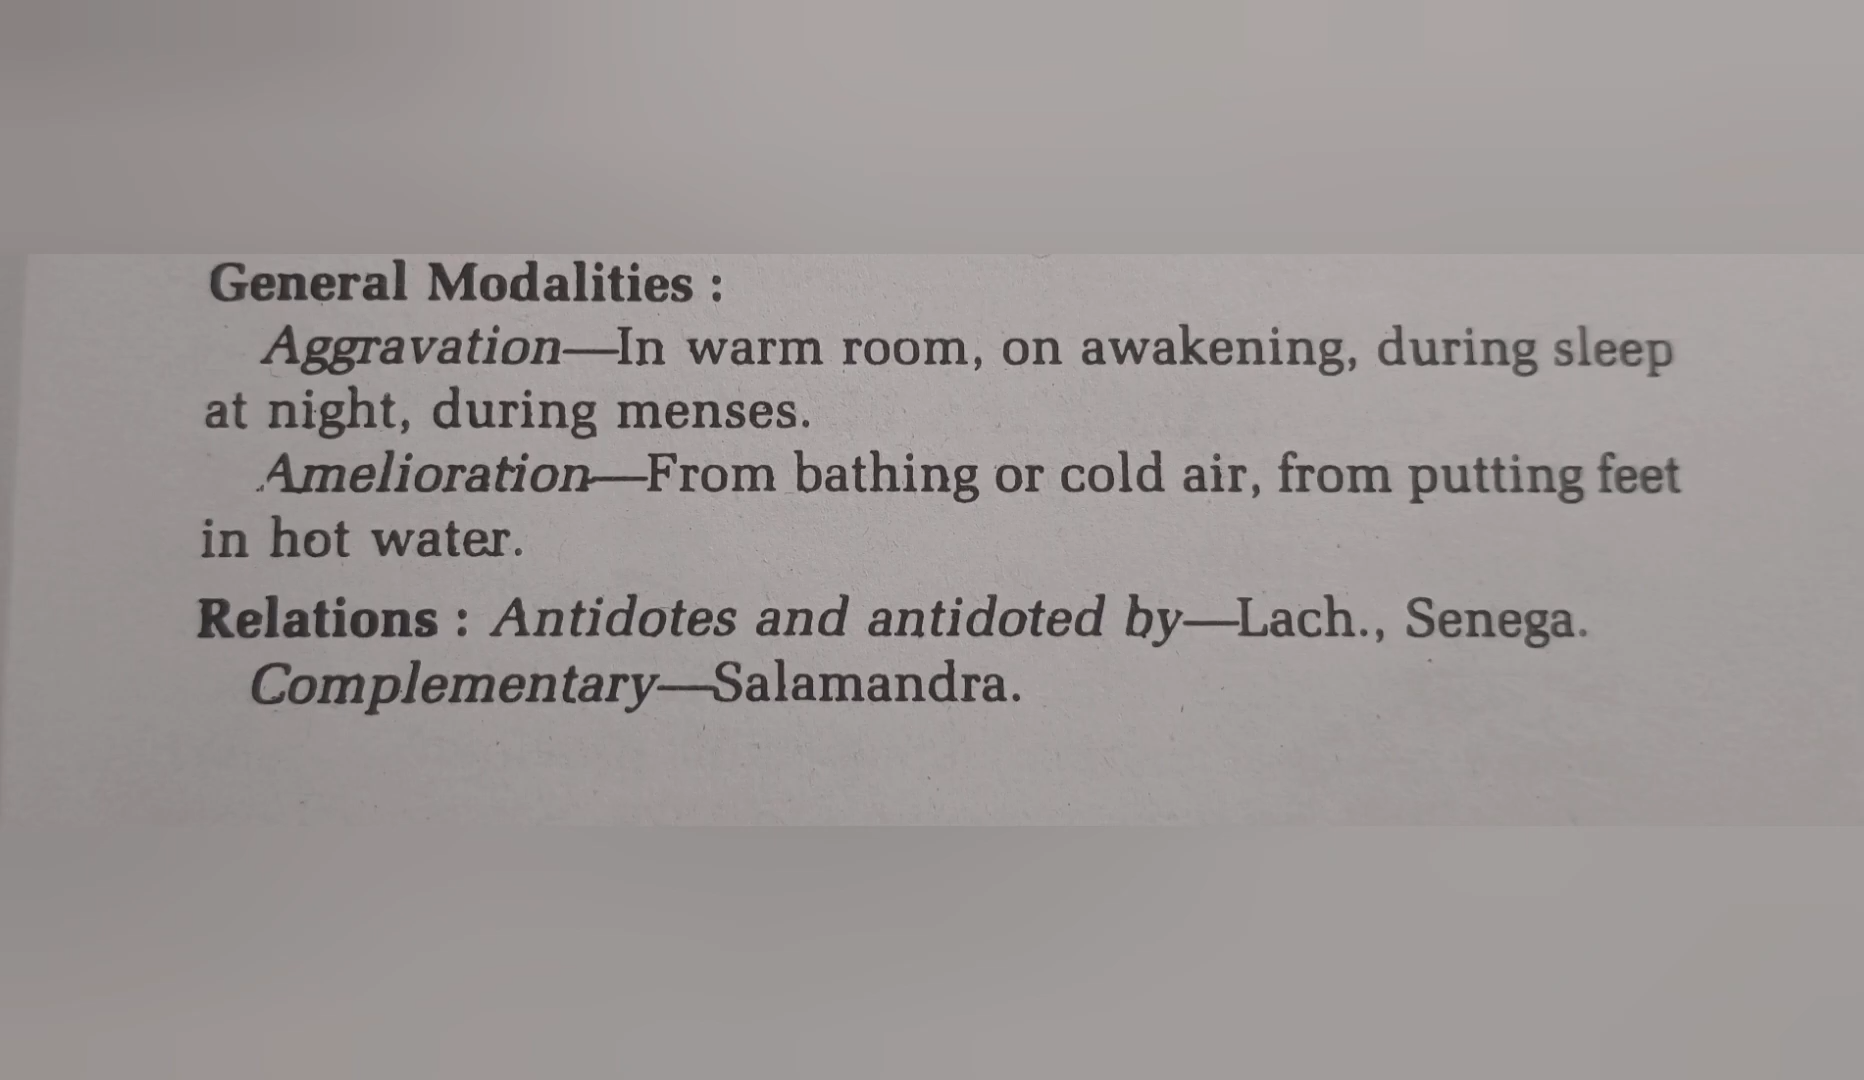 General Modalities :
Aggravation—In warm room, on awakening, during sleep
at night, during menses.
Amelioration—From bathing or cold air, from putting feet
in hot water.
Relations : Antidotes and antidoted by—Lach., Senega.
Complementary—Salamandra.